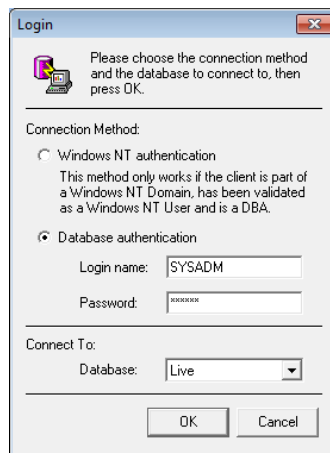 Login
Please choose the connection method
and the database to connect to, then
press OK.
Connection Method:
Windows NT authentication
This method only works if the client is part
of a Windows NT Domain, has been validated
as a Windows NT User and is a DBA.
Database authentication
Login name: SYSADM
Password: ******
Connect To:
Database: Live
OK Cancel